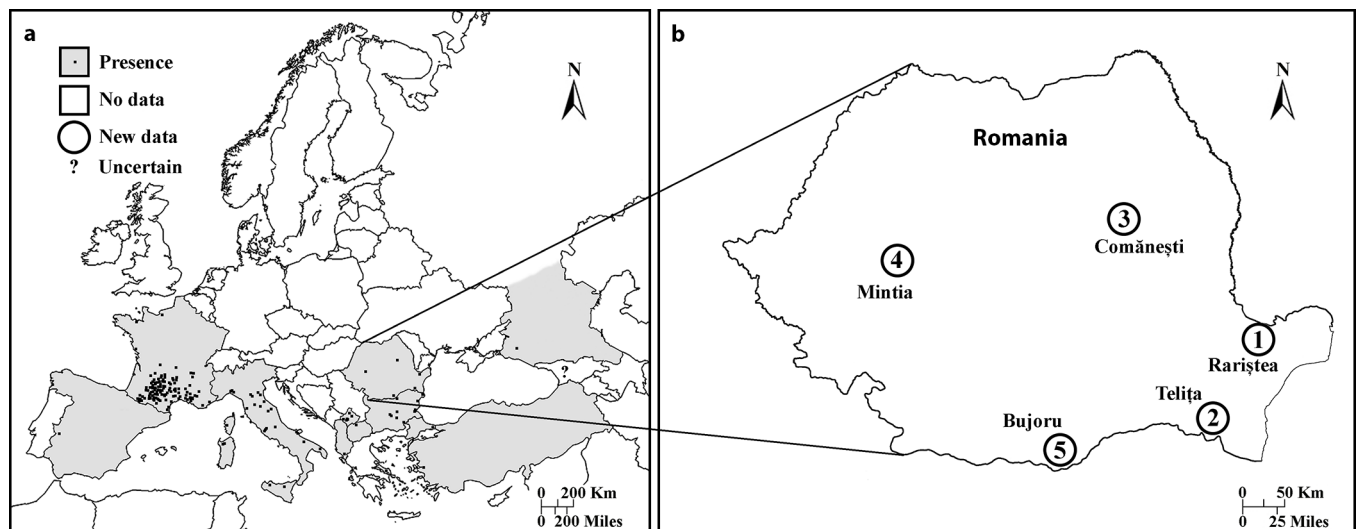 a
Presence
No data
New data
? Uncertain
N
?
0 200 Km
0 200 Miles
b
N
Romania
3
Comănești
4
Mintia
1
Rariștea
Telița
2
Bujoru
5
0 50 Km
0 25 Miles